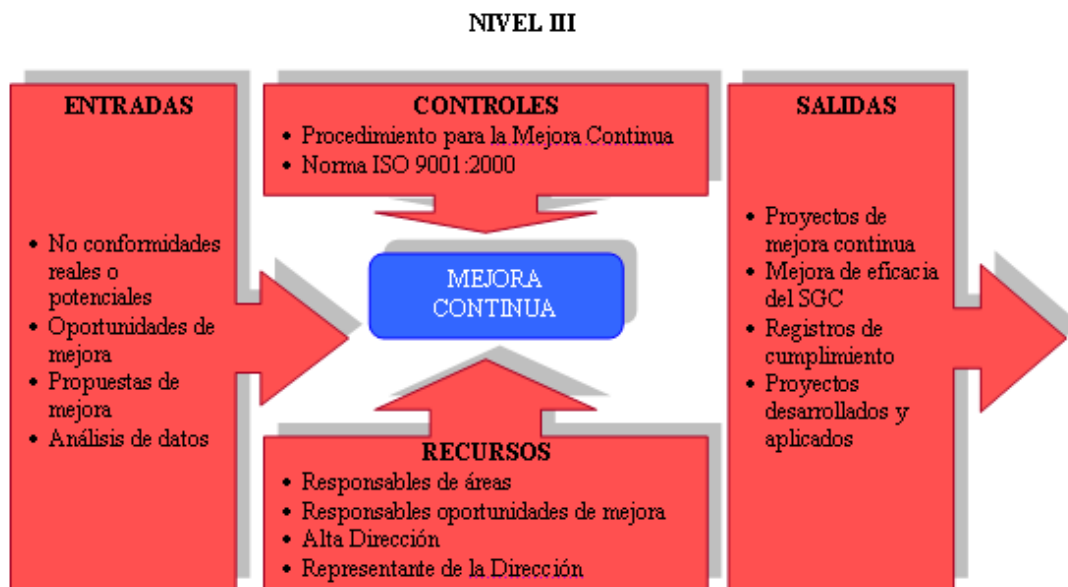 NIVEL III
ENTRADAS
• No conformidades
reales o
potenciales
• Oportunidades de
mejora
• Propuestas de
mejora
• Análisis de datos
CONTROLES
• Procedimiento para la Mejora Continua
• Norma ISO 9001:2000
MEJORA
CONTINUA
RECURSOS
• Responsables de áreas
• Responsables oportunidades de mejora
• Alta Dirección
• Representante de la Dirección
SALIDAS
• Proyectos de
mejora continua
• Mejora de eficacia
del SGC
• Registros de
cumplimiento
• Proyectos
desarrollados y
aplicados